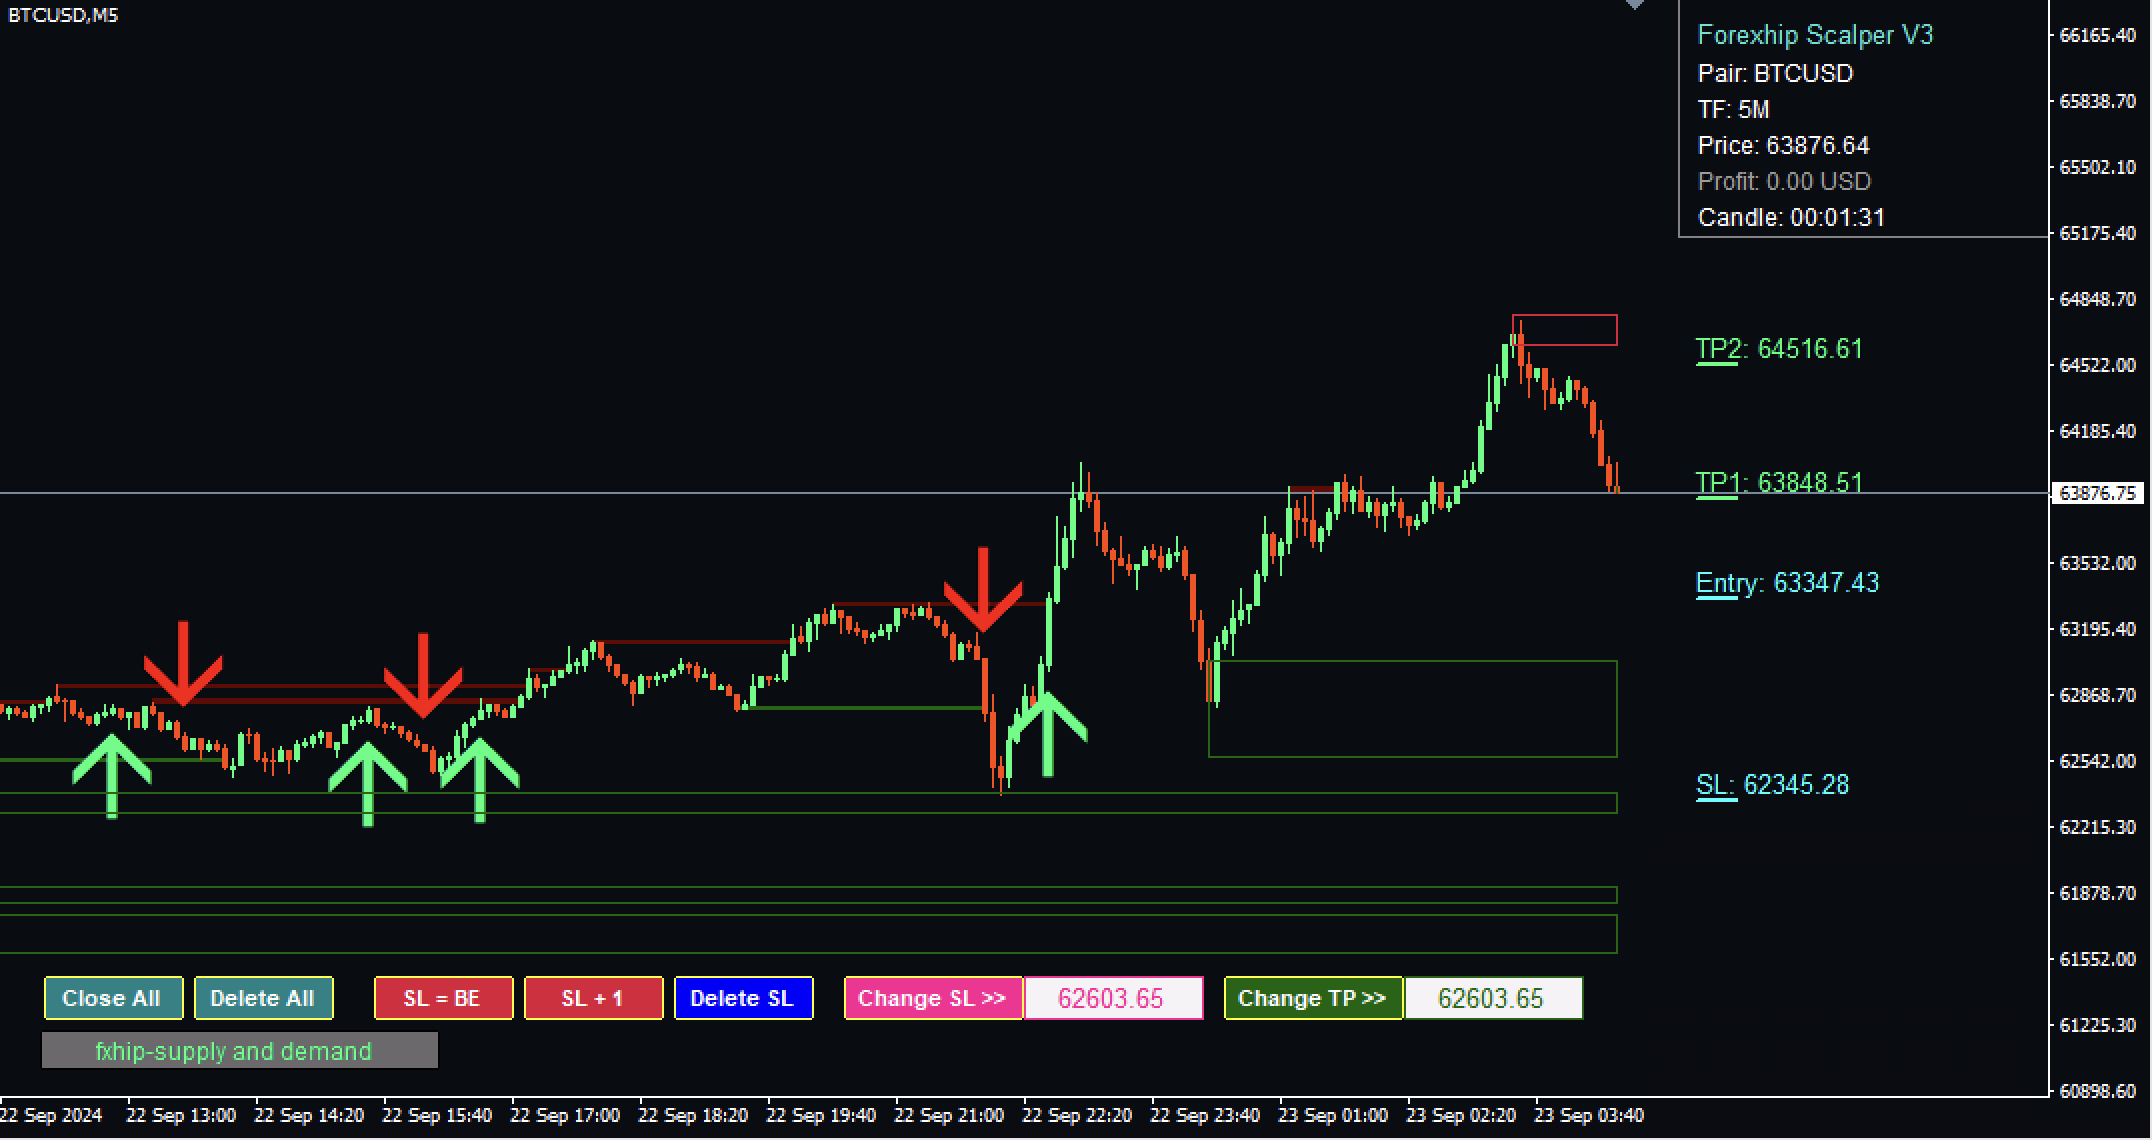 BTCUSD,M5
Forexhip Scalper V3
Pair: BTCUSD
TF: 5M
Price: 63876.64
Profit: 0.00 USD
Candle: 00:01:31
66165.40
65838.70
65502.10
65175.40
64848.70
TP2: 64516.61
64522.00
64185.40
TP1: 63848.51
63876.75
63532.00
Entry: 63347.43
63195.40
62868.70
62542.00
SL: 62345.28
62215.30
61878.70
61552.00
61225.30
60898.60
Close All
Delete All
SL = BE
SL + 1
Delete SL
Change SL >>
62603.65
Change TP >>
62603.65
fxhip-supply and demand
22 Sep 2024
22 Sep 13:00
22 Sep 14:20
22 Sep 15:40
22 Sep 17:00
22 Sep 18:20
22 Sep 19:40
22 Sep 21:00
22 Sep 22:20
22 Sep 23:40
23 Sep 01:00
23 Sep 02:20
23 Sep 03:40